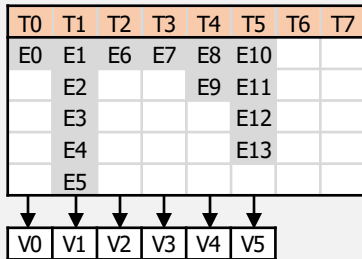 T0 T1 T2 T3 T4 T5 T6 T7
E0 E1 E6 E7 E8 E10
E2 E9 E11
E3 E12
E4 E13
E5
V0 V1 V2 V3 V4 V5